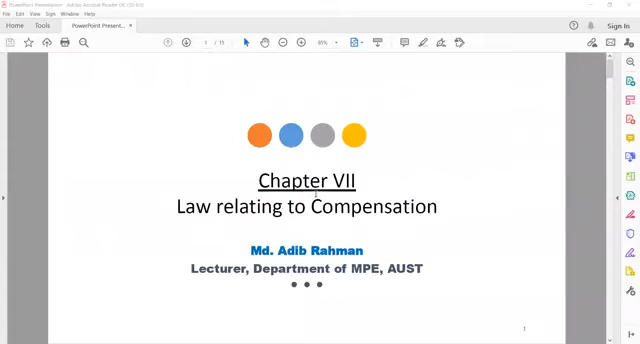 PowerPoint Presentation - Adobe Acrobat Reader DC (32-bit)
File Edit View Sign Window Help
Home Tools PowerPoint Present... × Sign In
1 / 15 85%
Chapter VII
Law relating to Compensation
Md. Adib Rahman
Lecturer, Department of MPE, AUST
1